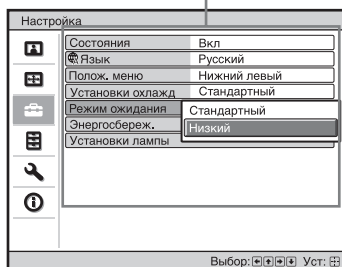 Настройка
Состояния Вкл
Язык Русский
Полож. меню Нижний левый
Установки охлажд Стандартный
Режим ожидания Стандартный
Низкий
Энергосбереж.
Установки лампы
Выбор: Уст: